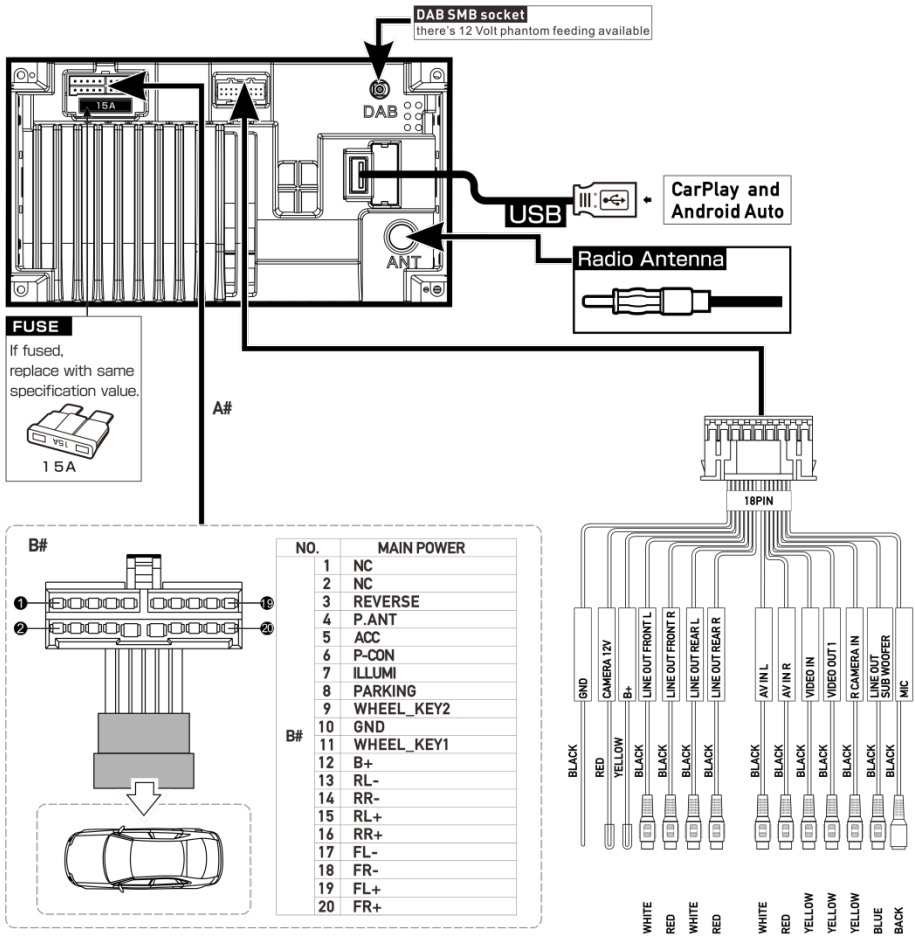 DAB SMB socket
there's 12 Volt phantom feeding available
15A
DAB
USB
CarPlay and
Android Auto
ANT
Radio Antenna
FUSE
If fused,
replace with same
specification value.
15A
15A
A#
18PIN
B#
1
19
2
20
NO. MAIN POWER
B#
1 NC
2 NC
3 REVERSE
4 P.ANT
5 ACC
6 P-CON
7 ILLUMI
8 PARKING
9 WHEEL_KEY2
10 GND
11 WHEEL_KEY1
12 B+
13 RL-
14 RR-
15 RL+
16 RR+
17 FL-
18 FR-
19 FL+
20 FR+
GND
CAMERA 12V
B+
LINE OUT FRONT L
LINE OUT FRONT R
LINE OUT REAR L
LINE OUT REAR R
AV IN L
AV IN R
VIDEO IN
VIDEO OUT 1
R CAMERA IN
LINE OUT
SUB WOOFER
MIC
BLACK
RED
YELLOW
BLACK
BLACK
BLACK
BLACK
BLACK
BLACK
BLACK
BLACK
BLACK
BLACK
BLACK
WHITE
RED
WHITE
RED
WHITE
RED
YELLOW
YELLOW
YELLOW
BLUE
BACK